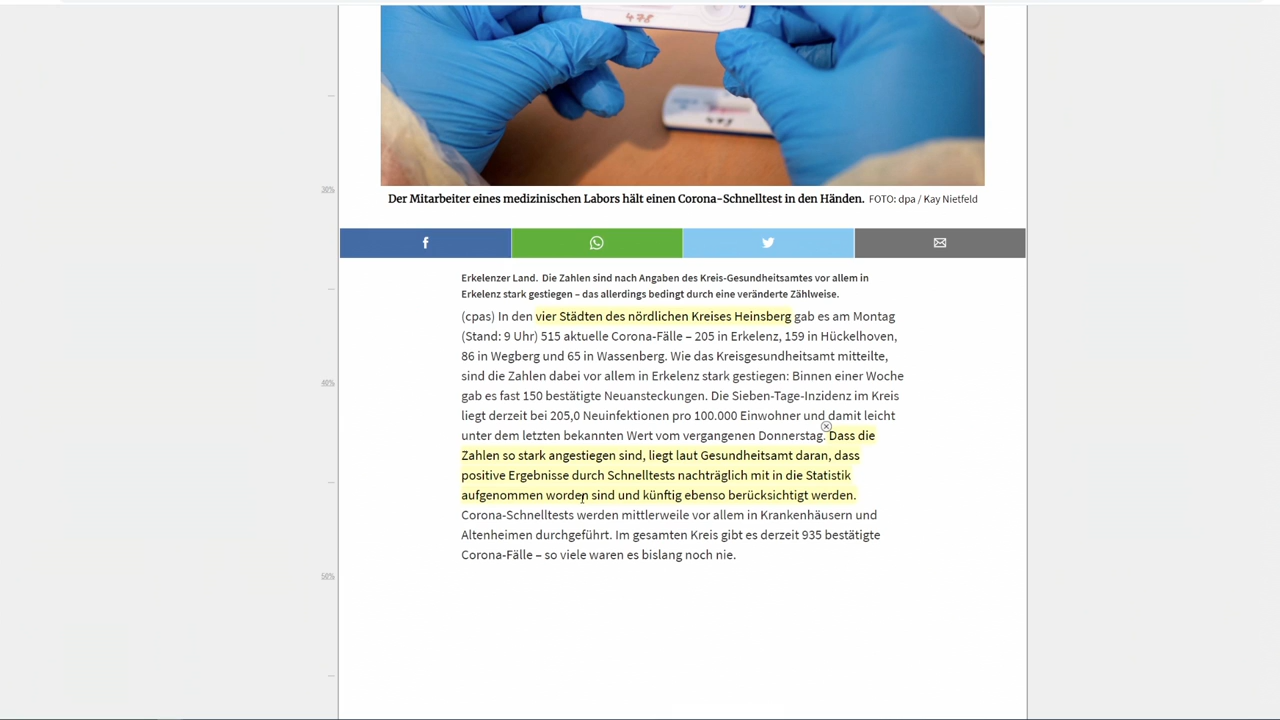 478
20%
Der Mitarbeiter eines medizinischen Labors hält einen Corona-Schnelltest in den Händen. FOTO: dpa / Kay Nietfeld
Erkelenzer Land. Die Zahlen sind nach Angaben des Kreis-Gesundheitsamtes vor allem in
Erkelenz stark gestiegen – das allerdings bedingt durch eine veränderte Zählweise.
(cpas) In den vier Städten des nördlichen Kreises Heinsberg gab es am Montag
(Stand: 9 Uhr) 515 aktuelle Corona-Fälle – 205 in Erkelenz, 159 in Hückelhoven,
86 in Wegberg und 65 in Wassenberg. Wie das Kreisgesundheitsamt mitteilte,
40%
sind die Zahlen dabei vor allem in Erkelenz stark gestiegen: Binnen einer Woche
gab es fast 150 bestätigte Neuansteckungen. Die Sieben-Tage-Inzidenz im Kreis
liegt derzeit bei 205,0 Neuinfektionen pro 100.000 Einwohner und damit leicht
unter dem letzten bekannten Wert vom vergangenen Donnerstag. Dass die
Zahlen so stark angestiegen sind, liegt laut Gesundheitsamt daran, dass
positive Ergebnisse durch Schnelltests nachträglich mit in die Statistik
aufgenommen worden sind und künftig ebenso berücksichtigt werden.
Corona-Schnelltests werden mittlerweile vor allem in Krankenhäusern und
Altenheimen durchgeführt. Im gesamten Kreis gibt es derzeit 935 bestätigte
Corona-Fälle – so viele waren es bislang noch nie.
50%